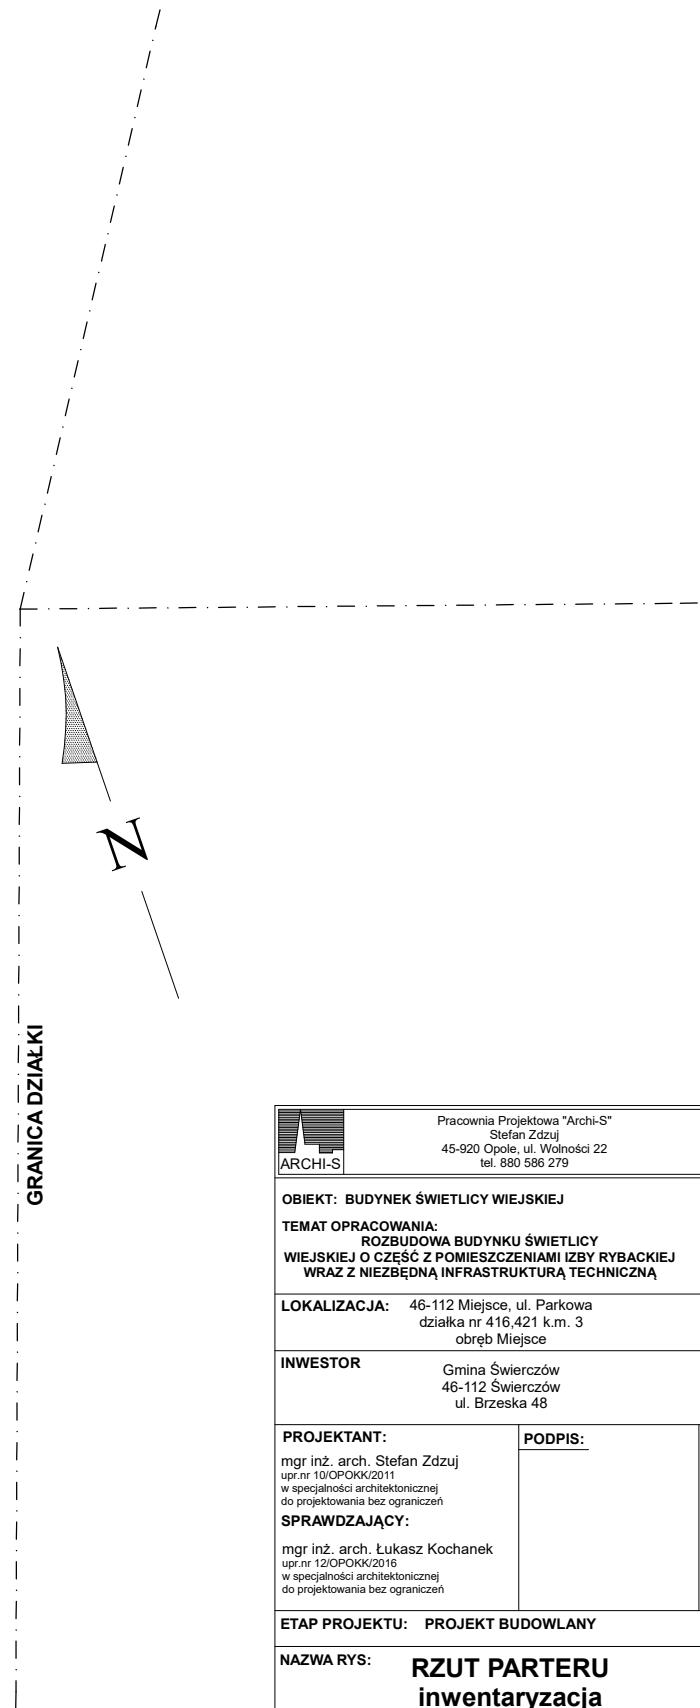 N
GRANICA DZIAŁKI
ARCHI-S
Pracownia Projektowa "Archi-S"
Stefan Zdzuj
45-920 Opole, ul. Wolności 22
tel. 880 586 279
OBIEKT: BUDYNEK ŚWIETLICY WIEJSKIEJ
TEMAT OPRACOWANIA:
ROZBUDOWA BUDYNKU ŚWIETLICY
WIEJSKIEJ O CZĘŚĆ Z POMIESZCZENIAMI IZBY RYBACKIEJ
WRAZ Z NIEZBĘDNĄ INFRASTRUKTURĄ TECHNICZNĄ
LOKALIZACJA: 46-112 Miejsce, ul. Parkowa
działka nr 416,421 k.m. 3
obręb Miejsce
INWESTOR
Gmina Świerczów
46-112 Świerczów
ul. Brzeska 48
PROJEKTANT:
mgr inż. arch. Stefan Zdzuj
upr.nr 10/OPOKK/2011
w specjalności architektonicznej
do projektowania bez ograniczeń
SPRAWDZAJĄCY:
mgr inż. arch. Łukasz Kochanek
upr.nr 12/OPOKK/2016
w specjalności architektonicznej
do projektowania bez ograniczeń
PODPIS:
ETAP PROJEKTU: PROJEKT BUDOWLANY
NAZWA RYS: RZUT PARTERU
inwentaryzacja